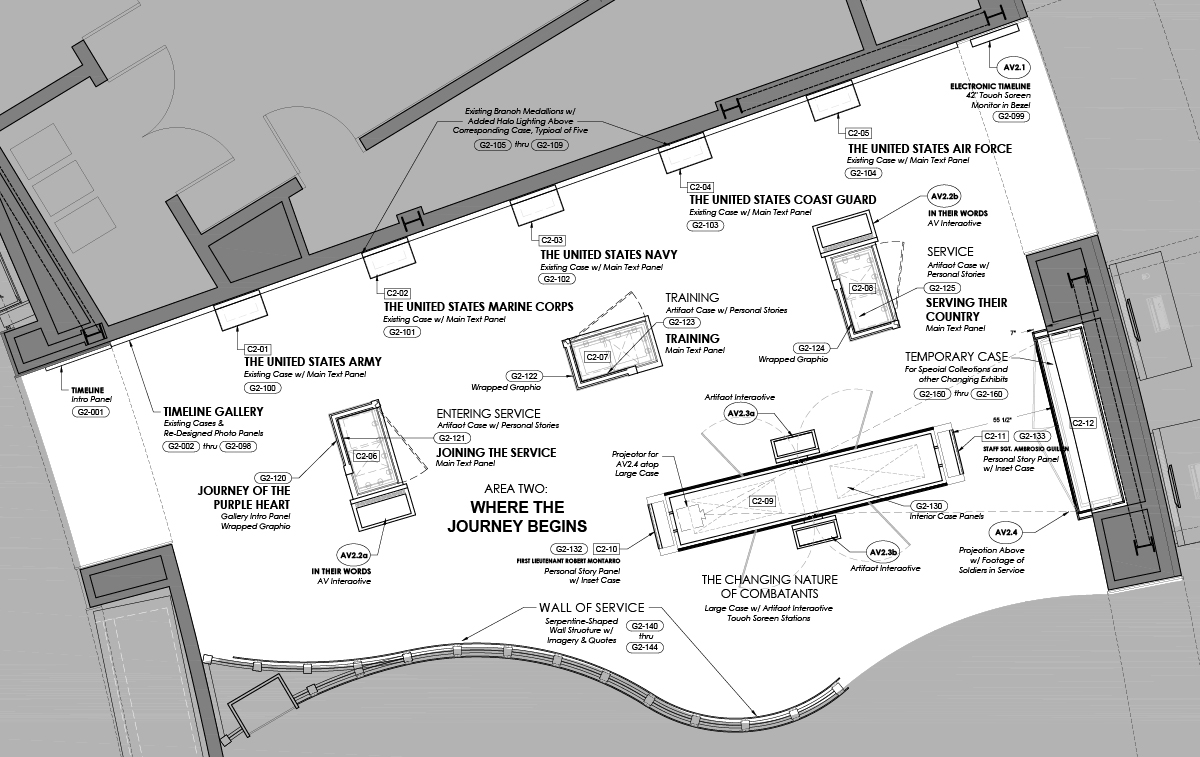 AV2.1
ELECTRONIC TIMELINE
42" Touch Screen
Monitor in Bezel
G2-099
Existing Branch Medallions w/
Added Halo Lighting Above
Corresponding Case, Typical of Five
G2-105 thru G2-109
C2-05
THE UNITED STATES AIR FORCE
Existing Case w/ Main Text Panel
G2-104
C2-04
THE UNITED STATES COAST GUARD
Existing Case w/ Main Text Panel
G2-103
AV2.2b
IN THEIR WORDS
AV Interactive
C2-03
THE UNITED STATES NAVY
Existing Case w/ Main Text Panel
G2-102
SERVICE
Artifact Case w/
Personal Stories
G2-125
SERVING THEIR
COUNTRY
Main Text Panel
C2-08
G2-124
Wrapped Graphic
C2-02
THE UNITED STATES MARINE CORPS
Existing Case w/ Main Text Panel
G2-101
TRAINING
Artifact Case w/ Personal Stories
G2-123
TRAINING
Main Text Panel
C2-07
G2-122
Wrapped Graphic
7"
TEMPORARY CASE
For Special Collections and
other Changing Exhibits
G2-150 thru G2-160
C2-01
THE UNITED STATES ARMY
Existing Case w/ Main Text Panel
G2-100
TIMELINE
Intro Panel
G2-001
TIMELINE GALLERY
Existing Cases &
Re-Designed Photo Panels
G2-002 thru G2-098
ENTERING SERVICE
Artifact Case w/ Personal Stories
G2-121
JOINING THE SERVICE
Main Text Panel
C2-06
Artifact Interactive
AV2.3a
55 1/2"
C2-12
C2-11 G2-133
STAFF SGT. AMBROSIO GUILLEN
Personal Story Panel
w/ Inset Case
Projector for
AV2.4 atop
Large Case
G2-120
JOURNEY OF THE
PURPLE HEART
Gallery Intro Panel
Wrapped Graphic
AREA TWO:
WHERE THE
JOURNEY BEGINS
C2-09
G2-130
Interior Case Panels
AV2.2a
IN THEIR WORDS
AV Interactive
G2-132 C2-10
FIRST LIEUTENANT ROBERT MONTARRO
Personal Story Panel
w/ Inset Case
AV2.3b
Artifact Interactive
AV2.4
Projection Above
w/ Footage of
Soldiers in Service
THE CHANGING NATURE
OF COMBATANTS
Large Case w/ Artifact Interactive
Touch Screen Stations
WALL OF SERVICE
Serpentine-Shaped
Wall Structure w/
Imagery & Quotes
G2-140
thru
G2-144